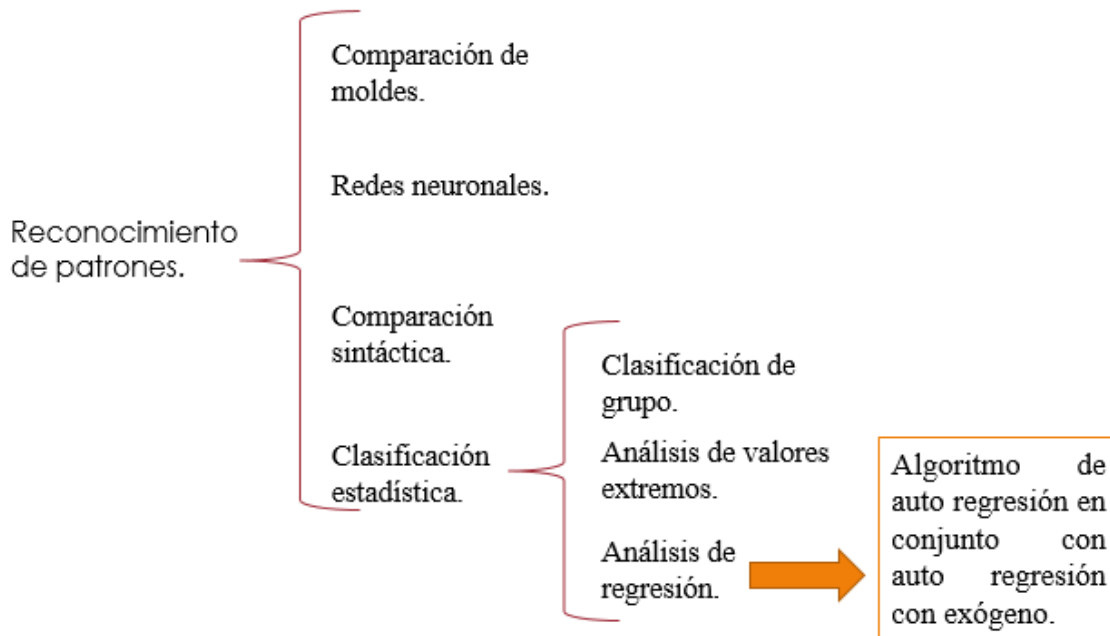 Comparación de
moldes.
Redes neuronales.
Reconocimiento
de patrones.
Comparación
sintáctica.
Clasificación
estadística.
Clasificación de
grupo.
Análisis de valores
extremos.
Análisis de
regresión.
Algoritmo de
auto regresión en
conjunto con
auto regresión
con exógeno.